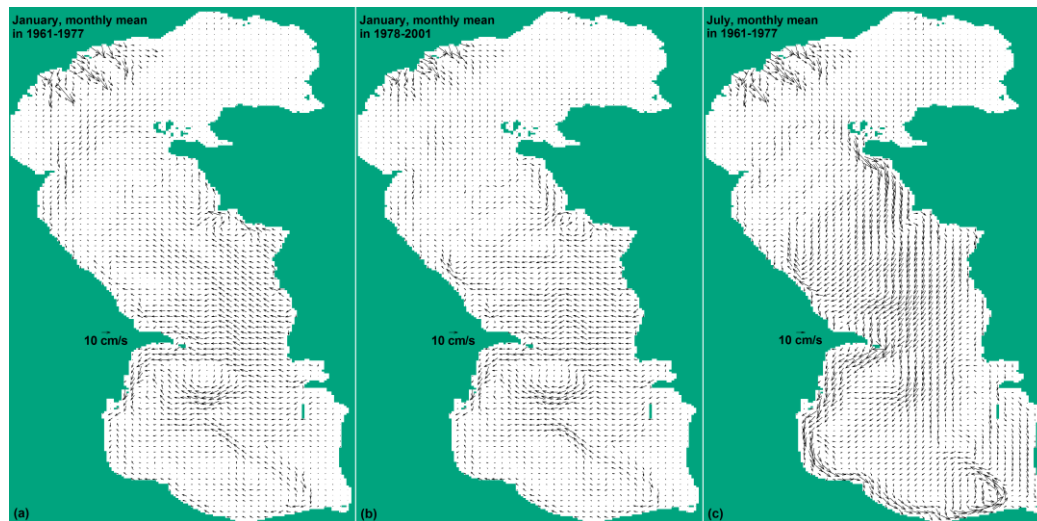 January, monthly mean
in 1961-1977
10 cm/s
(a)
January, monthly mean
in 1978-2001
10 cm/s
(b)
July, monthly mean
in 1961-1977
10 cm/s
(c)